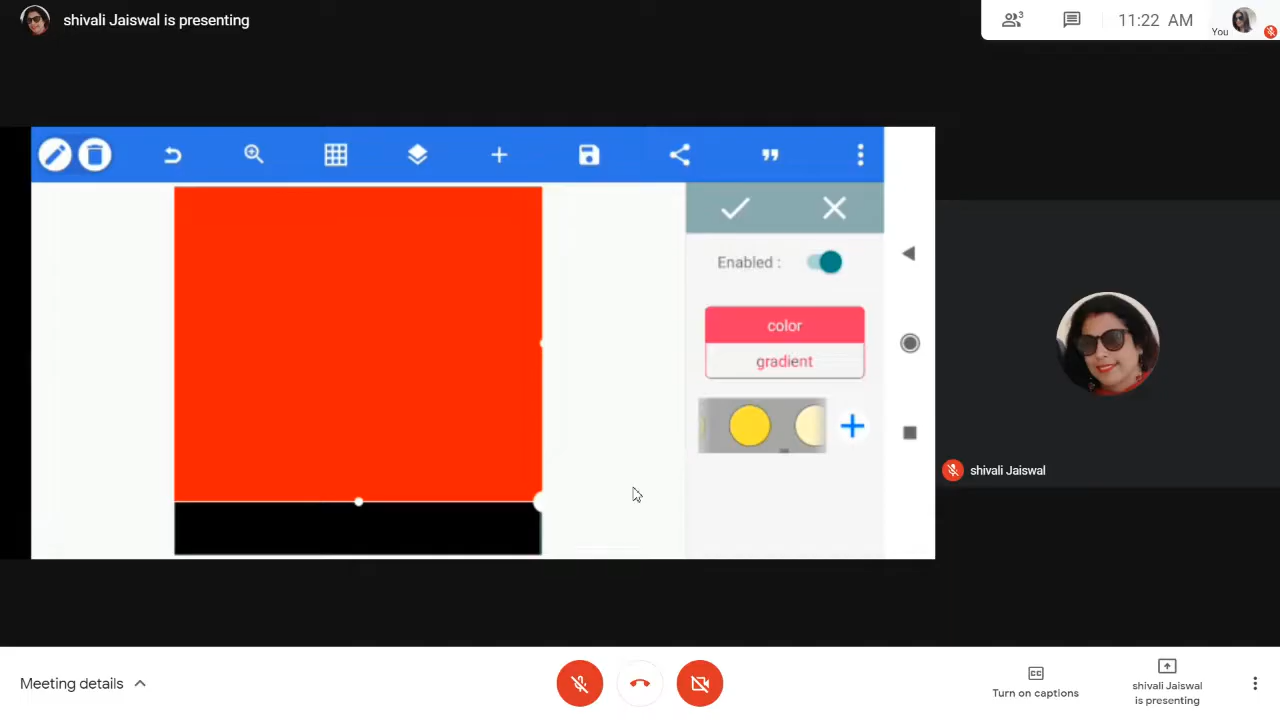 shivali Jaiswal is presenting
3
11:22 AM
You
Enabled :
color
gradient
shivali Jaiswal
Meeting details
Turn on captions
shivali Jaiswal
is presenting